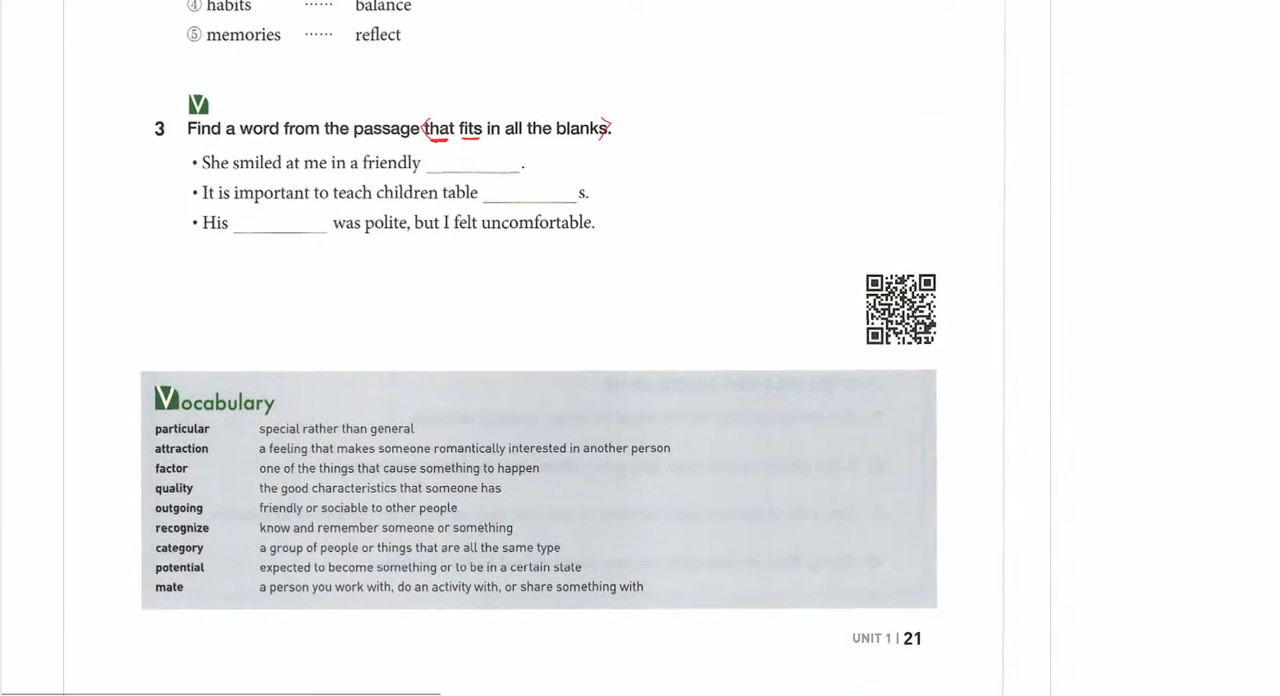 ④ habits ······ balance
⑤ memories ······ reflect
V
3 Find a word from the passage that fits in all the blanks.
• She smiled at me in a friendly __________.
• It is important to teach children table __________s.
• His __________ was polite, but I felt uncomfortable.
Vocabulary
particular special rather than general
attraction a feeling that makes someone romantically interested in another person
factor one of the things that cause something to happen
quality the good characteristics that someone has
outgoing friendly or sociable to other people
recognize know and remember someone or something
category a group of people or things that are all the same type
potential expected to become something or to be in a certain state
mate a person you work with, do an activity with, or share something with
UNIT 1 | 21